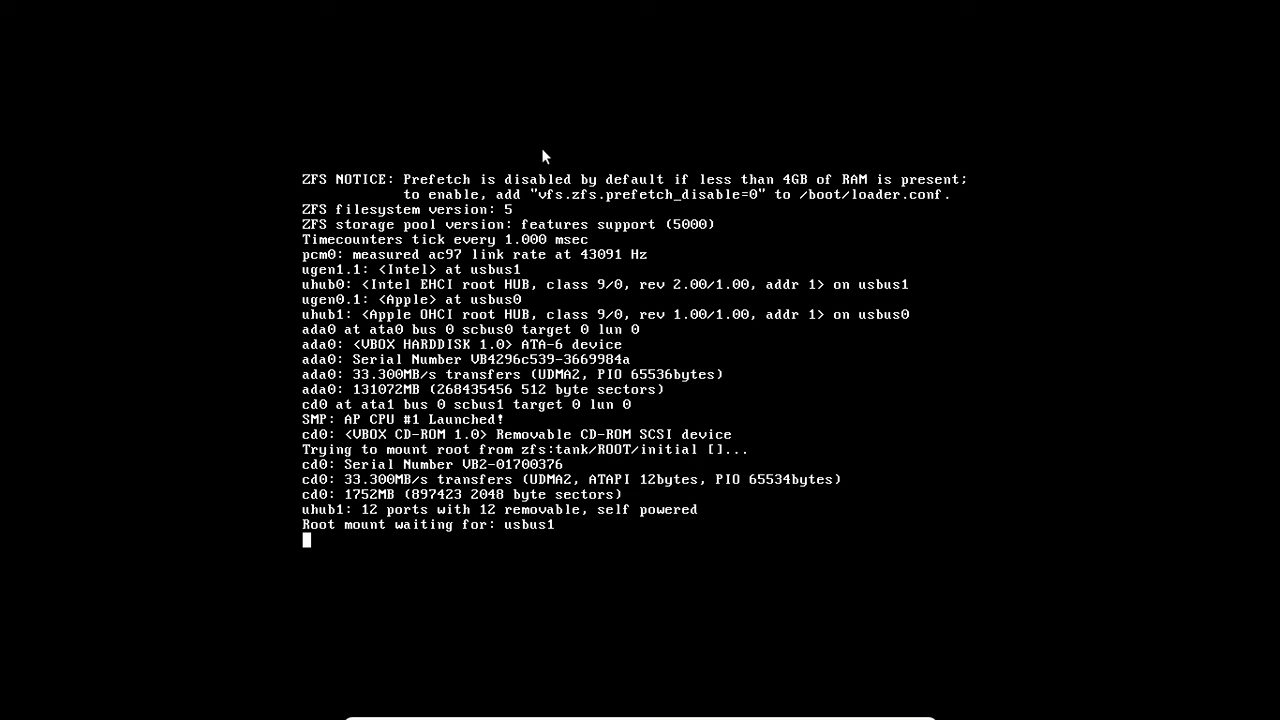 ZFS NOTICE: Prefetch is disabled by default if less than 4GB of RAM is present;
to enable, add "vfs.zfs.prefetch_disable=0" to /boot/loader.conf.
ZFS filesystem version: 5
ZFS storage pool version: features support (5000)
Timecounters tick every 1.000 msec
pcm0: measured ac97 link rate at 43091 Hz
ugen1.1: <Intel> at usbus1
uhub0: <Intel EHCI root HUB, class 9/0, rev 2.00/1.00, addr 1> on usbus1
ugen0.1: <Apple> at usbus0
uhub1: <Apple OHCI root HUB, class 9/0, rev 1.00/1.00, addr 1> on usbus0
ada0 at ata0 bus 0 scbus0 target 0 lun 0
ada0: <VBOX HARDDISK 1.0> ATA-6 device
ada0: Serial Number VB4296c539-3669984a
ada0: 33.300MB/s transfers (UDMA2, PIO 65536bytes)
ada0: 131072MB (268435456 512 byte sectors)
cd0 at ata1 bus 0 scbus1 target 0 lun 0
SMP: AP CPU #1 Launched!
cd0: <VBOX CD-ROM 1.0> Removable CD-ROM SCSI device
Trying to mount root from zfs:tank/ROOT/initial []...
cd0: Serial Number VB2-01700376
cd0: 33.300MB/s transfers (UDMA2, ATAPI 12bytes, PIO 65534bytes)
cd0: 1752MB (897423 2048 byte sectors)
uhub1: 12 ports with 12 removable, self powered
Root mount waiting for: usbus1